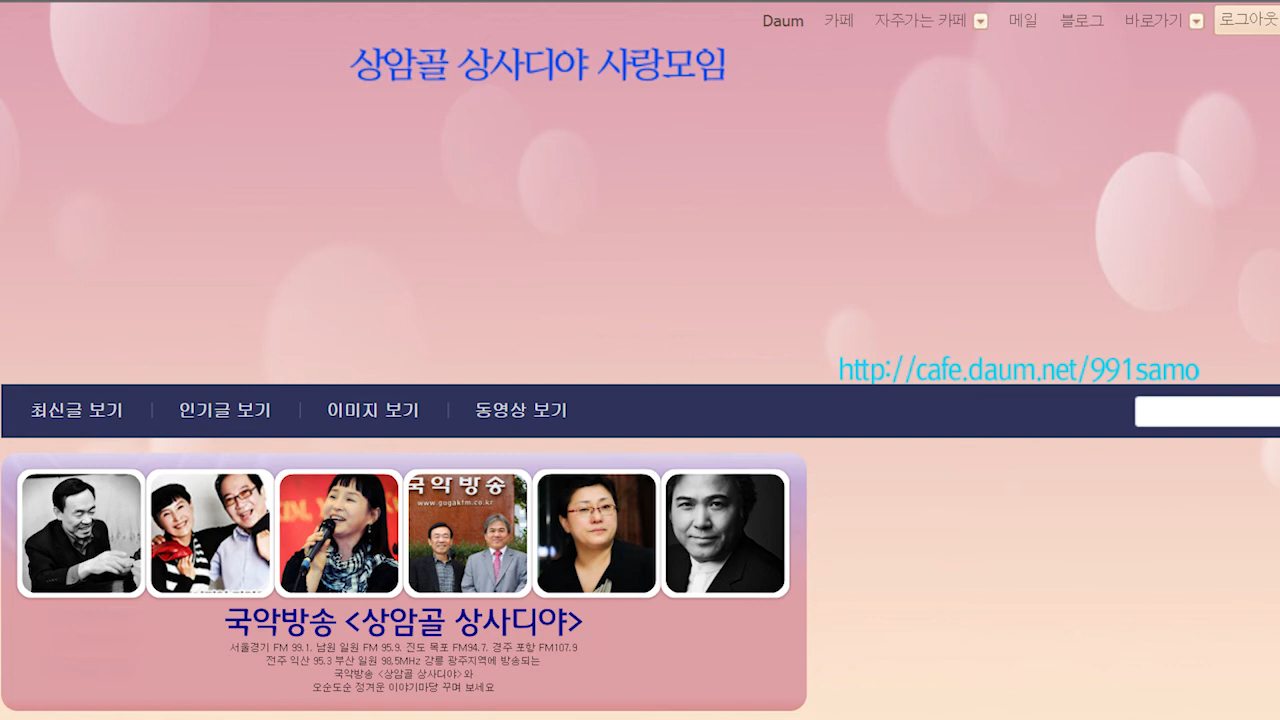 Daum 카페 자주가는 카페 메일 블로그 바로가기 로그아웃
상암골 상사디야 사랑모임
http://cafe.daum.net/991samo
최신글 보기 | 인기글 보기 | 이미지 보기 | 동영상 보기
국악방송
www.gugakfm.co.kr
국악방송 <상암골 상사디야>
서울경기 FM 99.1. 남원 일원 FM 95.9. 진도 목포 FM94.7. 경주 포항 FM107.9
전주 익산 95.3 부산 일원 98.5MHz 강릉 광주지역에 방송되는
국악방송 <상암골 상사디야>와
오순도순 정겨운 이야기마당 꾸며 보세요